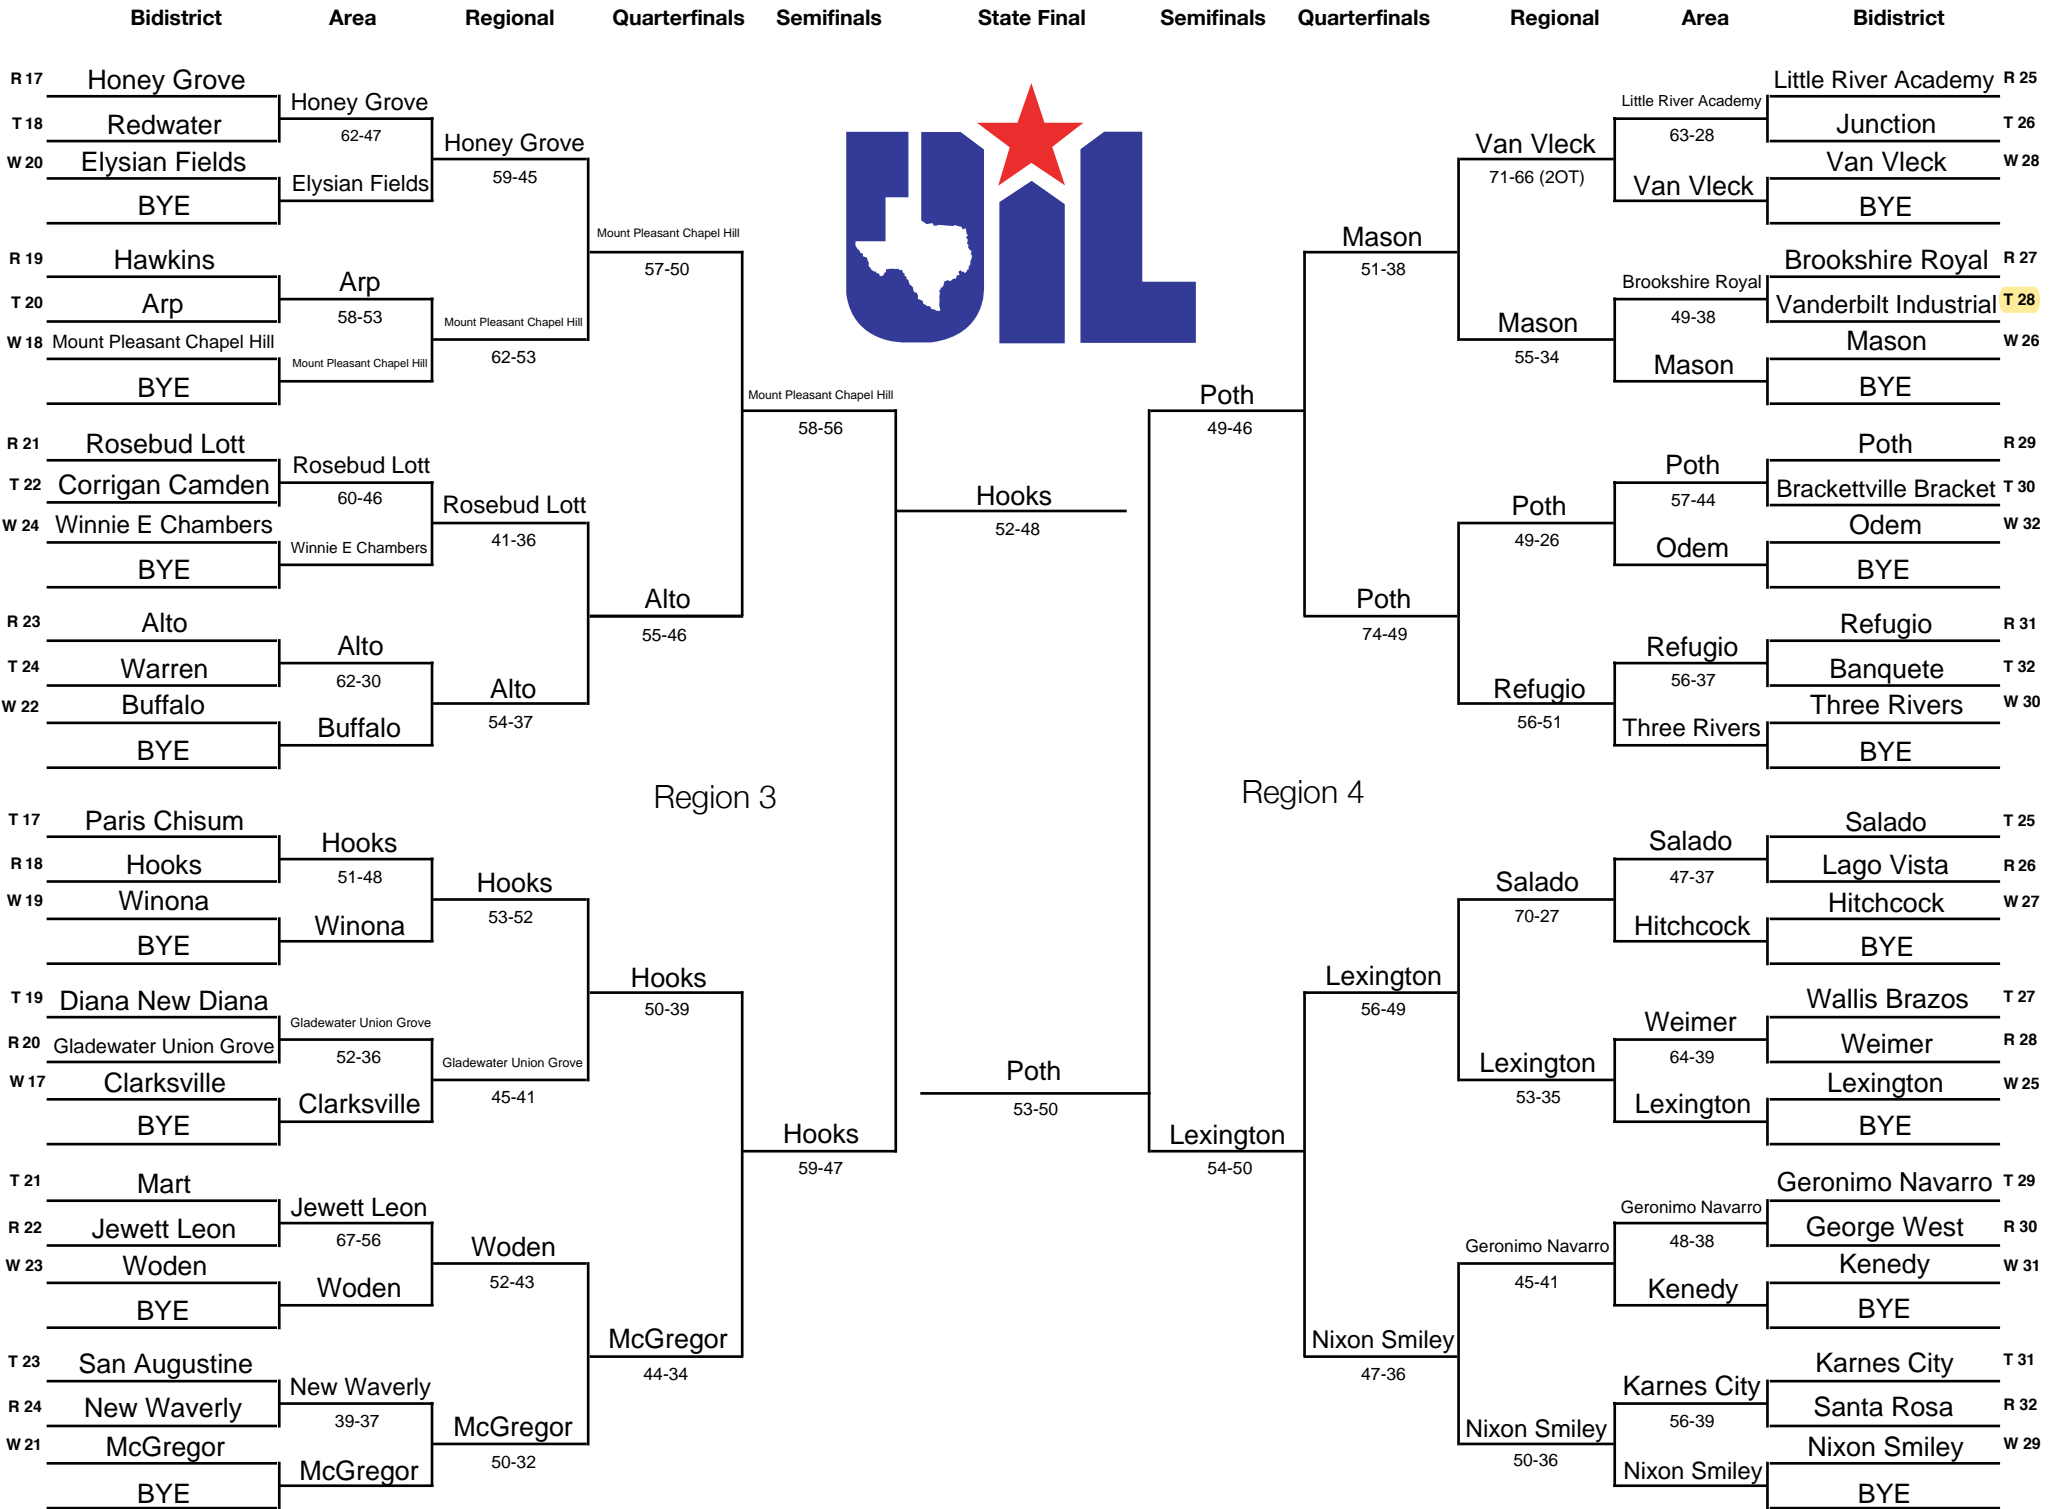 Bidistrict Area Regional Quarterfinals Semifinals State Final Semifinals Quarterfinals Regional Area Bidistrict
R 17 Honey Grove
T 18 Redwater
W 20 Elysian Fields
BYE
R 19 Hawkins
T 20 Arp
W 18 Mount Pleasant Chapel Hill
BYE
R 21 Rosebud Lott
T 22 Corrigan Camden
W 24 Winnie E Chambers
BYE
R 23 Alto
T 24 Warren
W 22 Buffalo
BYE
T 17 Paris Chisum
R 18 Hooks
W 19 Winona
BYE
T 19 Diana New Diana
R 20 Gladewater Union Grove
W 17 Clarksville
BYE
T 21 Mart
R 22 Jewett Leon
W 23 Woden
BYE
T 23 San Augustine
R 24 New Waverly
W 21 McGregor
BYE
Honey Grove
62-47
Elysian Fields
Arp
58-53
Mount Pleasant Chapel Hill
Rosebud Lott
60-46
Winnie E Chambers
Alto
62-30
Buffalo
Hooks
51-48
Winona
Gladewater Union Grove
52-36
Clarksville
Jewett Leon
67-56
Woden
New Waverly
39-37
McGregor
Honey Grove
59-45
Mount Pleasant Chapel Hill
62-53
Rosebud Lott
41-36
Alto
54-37
Hooks
53-52
Gladewater Union Grove
45-41
Woden
52-43
McGregor
50-32
Mount Pleasant Chapel Hill
57-50
Alto
55-46
Region 3
Hooks
50-39
McGregor
44-34
Mount Pleasant Chapel Hill
58-56
Hooks
59-47
UIL
Hooks
52-48
Poth
53-50
Poth
49-46
Lexington
54-50
Mason
51-38
Poth
74-49
Region 4
Lexington
56-49
Nixon Smiley
47-36
Van Vleck
71-66 (2OT)
Mason
55-34
Poth
49-26
Refugio
56-51
Salado
70-27
Lexington
53-35
Geronimo Navarro
45-41
Nixon Smiley
50-36
Little River Academy
63-28
Van Vleck
Brookshire Royal
49-38
Mason
Poth
57-44
Odem
Refugio
56-37
Three Rivers
Salado
47-37
Hitchcock
Weimer
64-39
Lexington
Geronimo Navarro
48-38
Kenedy
Karnes City
56-39
Nixon Smiley
Little River Academy R 25
Junction T 26
Van Vleck W 28
BYE
Brookshire Royal R 27
Vanderbilt Industrial T 28
Mason W 26
BYE
Poth R 29
Brackettville Bracket T 30
Odem W 32
BYE
Refugio R 31
Banquete T 32
Three Rivers W 30
BYE
Salado T 25
Lago Vista R 26
Hitchcock W 27
BYE
Wallis Brazos T 27
Weimer R 28
Lexington W 25
BYE
Geronimo Navarro T 29
George West R 30
Kenedy W 31
BYE
Karnes City T 31
Santa Rosa R 32
Nixon Smiley W 29
BYE